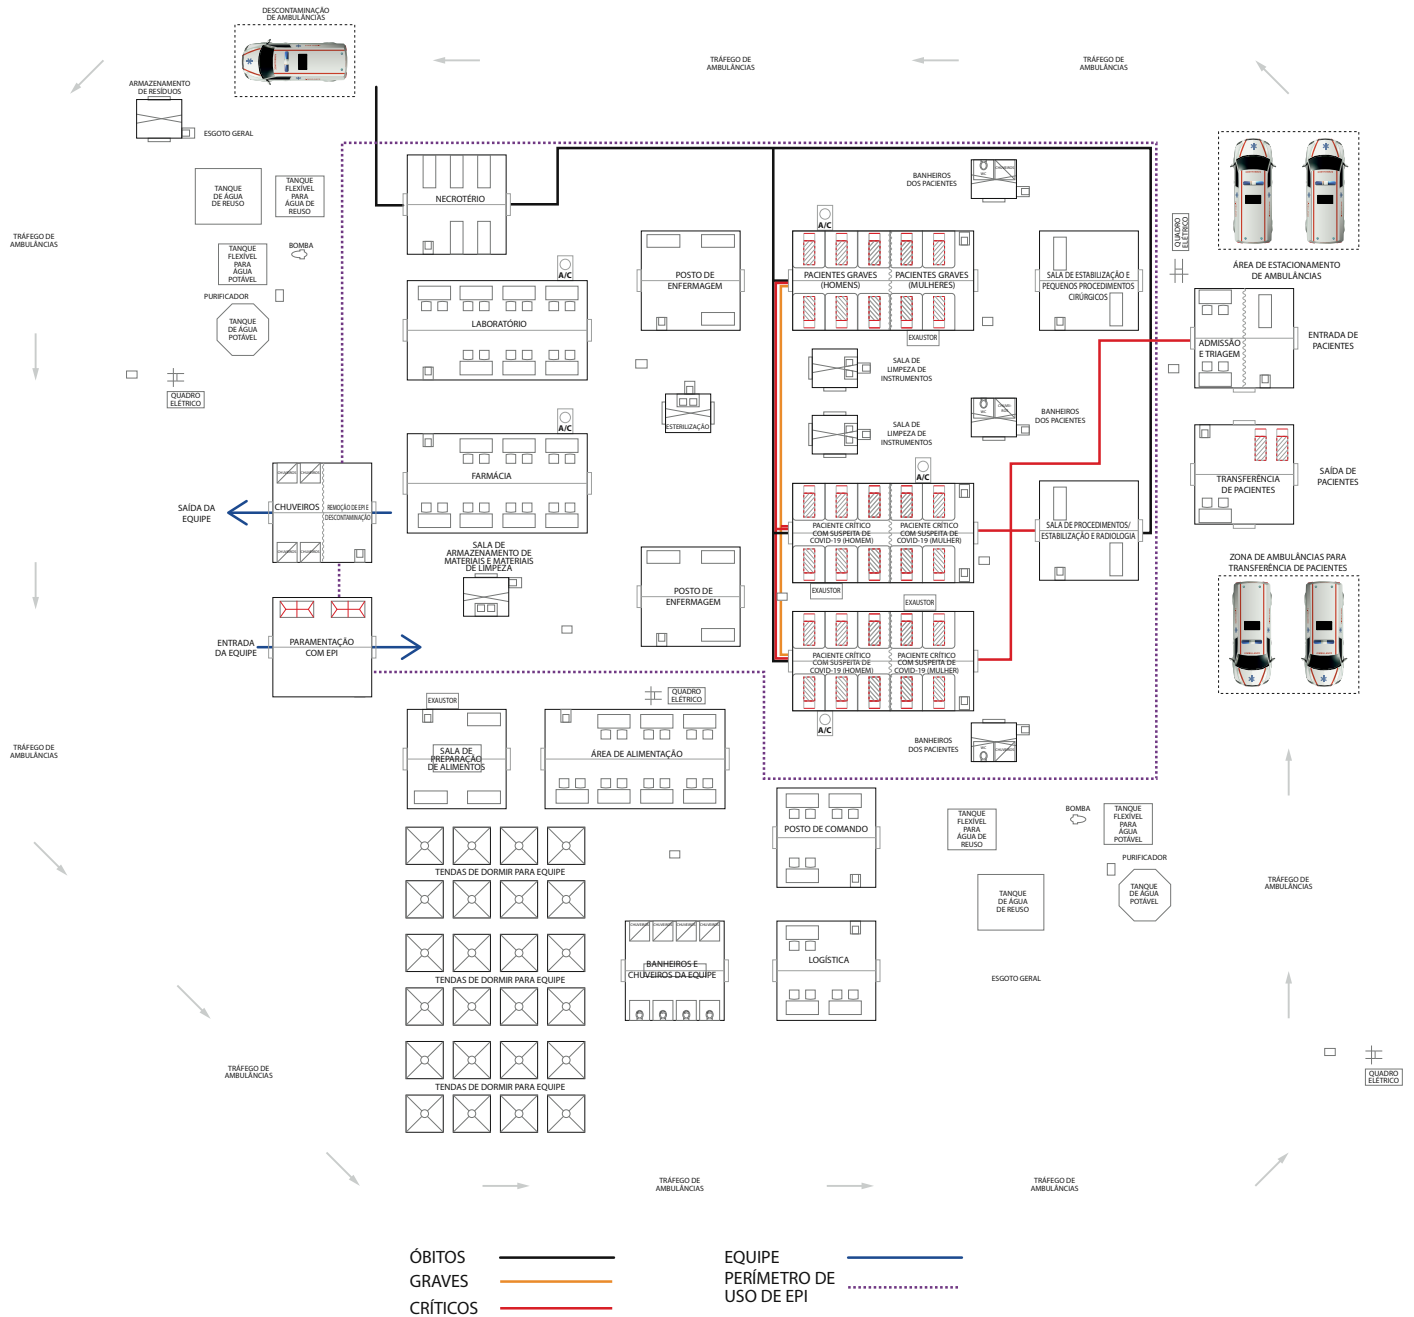 DESCONTAMINAÇÃO
DE AMBULÂNCIAS
TRÁFEGO DE
AMBULÂNCIAS
TRÁFEGO DE
AMBULÂNCIAS
ARMAZENAMENTO
DE RESÍDUOS
ESGOTO GERAL
TANQUE
DE ÁGUA
DE REUSO
TANQUE
FLEXÍVEL
PARA
ÁGUA DE
REUSO
NECROTÉRIO
BANHEIROS
DOS PACIENTES
WC
CHUVEIROS
QUADRO
ELÉTRICO
TRÁFEGO DE
AMBULÂNCIAS
TANQUE
FLEXÍVEL
PARA
ÁGUA
POTÁVEL
BOMBA
PURIFICADOR
TANQUE
DE ÁGUA
POTÁVEL
A/C
A/C
POSTO DE
ENFERMAGEM
PACIENTES GRAVES
(HOMENS)
PACIENTES GRAVES
(MULHERES)
SALA DE ESTABILIZAÇÃO E
PEQUENOS PROCEDIMENTOS
CIRÚRGICOS
ÁREA DE ESTACIONAMENTO
DE AMBULÂNCIAS
LABORATÓRIO
EXAUSTOR
ADMISSÃO
E TRIAGEM
ENTRADA DE
PACIENTES
SALA DE
LIMPEZA DE
INSTRUMENTOS
QUADRO
ELÉTRICO
A/C
ESTERILIZAÇÃO
SALA DE
LIMPEZA DE
INSTRUMENTOS
WC
BANHEIROS
DOS PACIENTES
FARMÁCIA
A/C
TRANSFERÊNCIA
DE PACIENTES
SAÍDA DE
PACIENTES
CHUVEIROS
CHUVEIROS
SAÍDA DA
EQUIPE
CHUVEIROS
REMOÇÃO DE EPI E
DESCONTAMINAÇÃO
CHUVEIROS
CHUVEIROS
PACIENTE CRÍTICO
COM SUSPEITA DE
COVID-19 (HOMEM)
PACIENTE CRÍTICO
COM SUSPEITA DE
COVID-19 (MULHER)
SALA DE PROCEDIMENTOS/
ESTABILIZAÇÃO E RADIOLOGIA
SALA DE
ARMAZENAMENTO DE
MATERIAIS E MATERIAIS
DE LIMPEZA
ZONA DE AMBULÂNCIAS PARA
TRANSFERÊNCIA DE PACIENTES
EXAUSTOR
EXAUSTOR
POSTO DE
ENFERMAGEM
ENTRADA
DA EQUIPE
PARAMENTAÇÃO
COM EPI
PACIENTE CRÍTICO
COM SUSPEITA DE
COVID-19 (HOMEM)
PACIENTE CRÍTICO
COM SUSPEITA DE
COVID-19 (MULHER)
EXAUSTOR
QUADRO
ELÉTRICO
A/C
TRÁFEGO DE
AMBULÂNCIAS
SALA DE
PREPARAÇÃO
DE ALIMENTOS
ÁREA DE ALIMENTAÇÃO
BANHEIROS
DOS PACIENTES
WC
CHUVEIROS
POSTO DE COMANDO
TANQUE
FLEXÍVEL
PARA
ÁGUA DE
REUSO
BOMBA
TANQUE
FLEXÍVEL
PARA
ÁGUA
POTÁVEL
PURIFICADOR
TANQUE
DE ÁGUA
POTÁVEL
TANQUE
DE ÁGUA
DE REUSO
TRÁFEGO DE
AMBULÂNCIAS
TENDAS DE DORMIR PARA EQUIPE
CHUVEIROS
CHUVEIROS
CHUVEIROS
CHUVEIROS
BANHEIROS E
CHUVEIROS DA EQUIPE
LOGÍSTICA
ESGOTO GERAL
TENDAS DE DORMIR PARA EQUIPE
TRÁFEGO DE
AMBULÂNCIAS
QUADRO
ELÉTRICO
TENDAS DE DORMIR PARA EQUIPE
TRÁFEGO DE
AMBULÂNCIAS
TRÁFEGO DE
AMBULÂNCIAS
ÓBITOS
GRAVES
CRÍTICOS
EQUIPE
PERÍMETRO DE
USO DE EPI